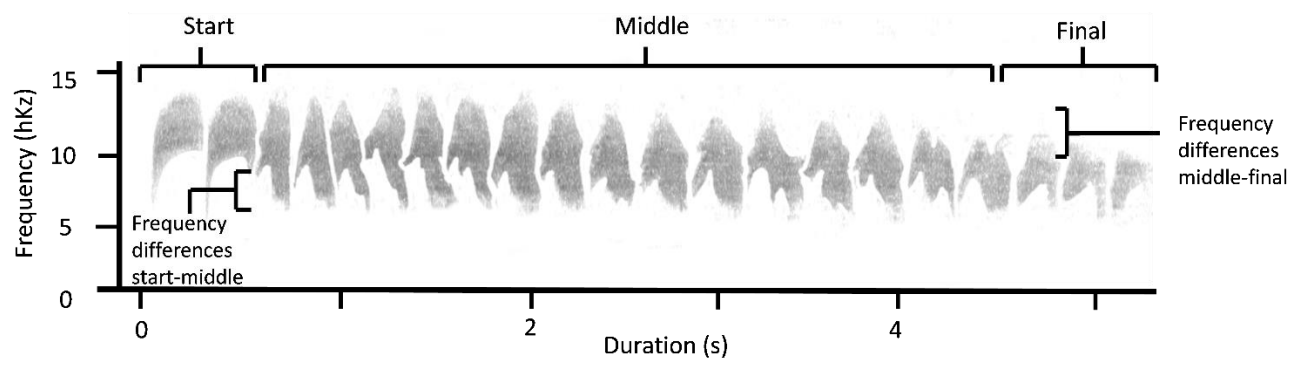 Start
Middle
Final
Frequency (hKz)
15
10
5
0
Frequency
differences
start-middle
Frequency
differences
middle-final
0
2
4
Duration (s)